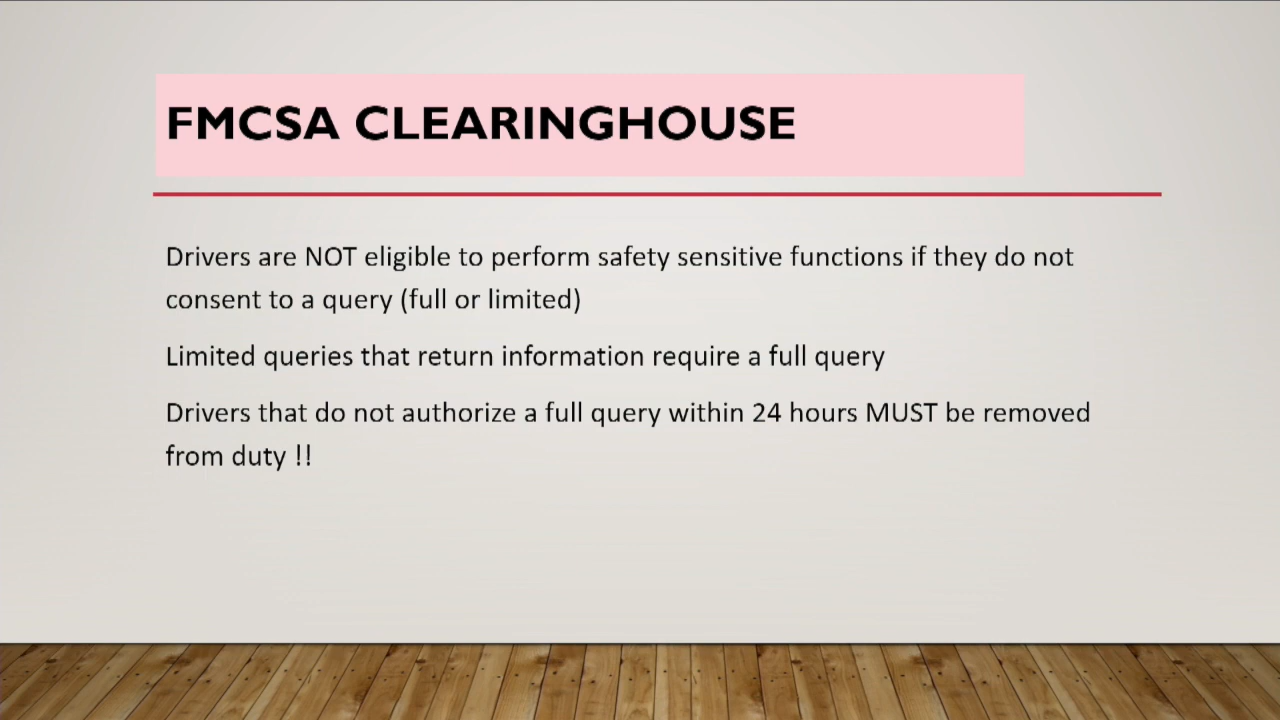 FMCSA CLEARINGHOUSE
Drivers are NOT eligible to perform safety sensitive functions if they do not
consent to a query (full or limited)
Limited queries that return information require a full query
Drivers that do not authorize a full query within 24 hours MUST be removed
from duty !!